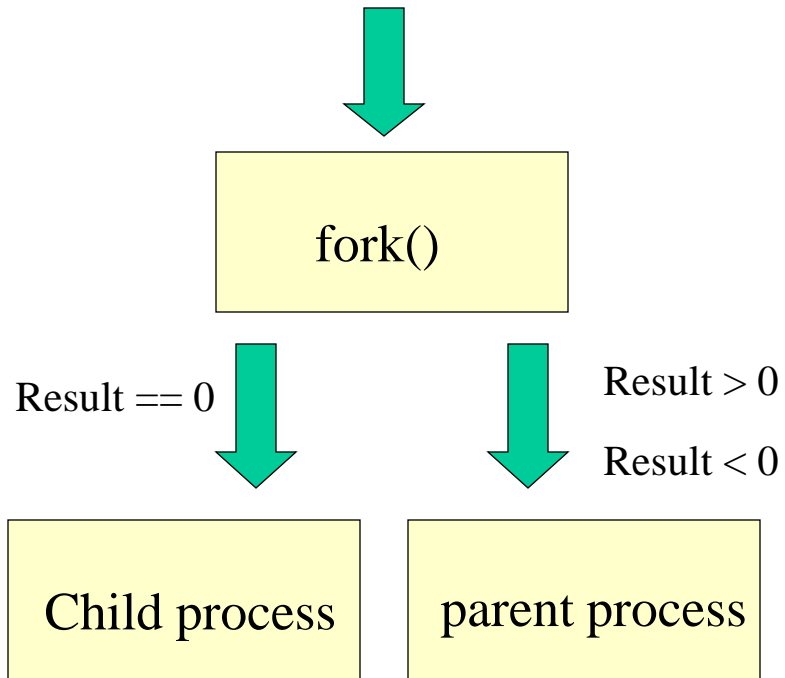 fork()
Result == 0
Result > 0
Result < 0
Child process
parent process